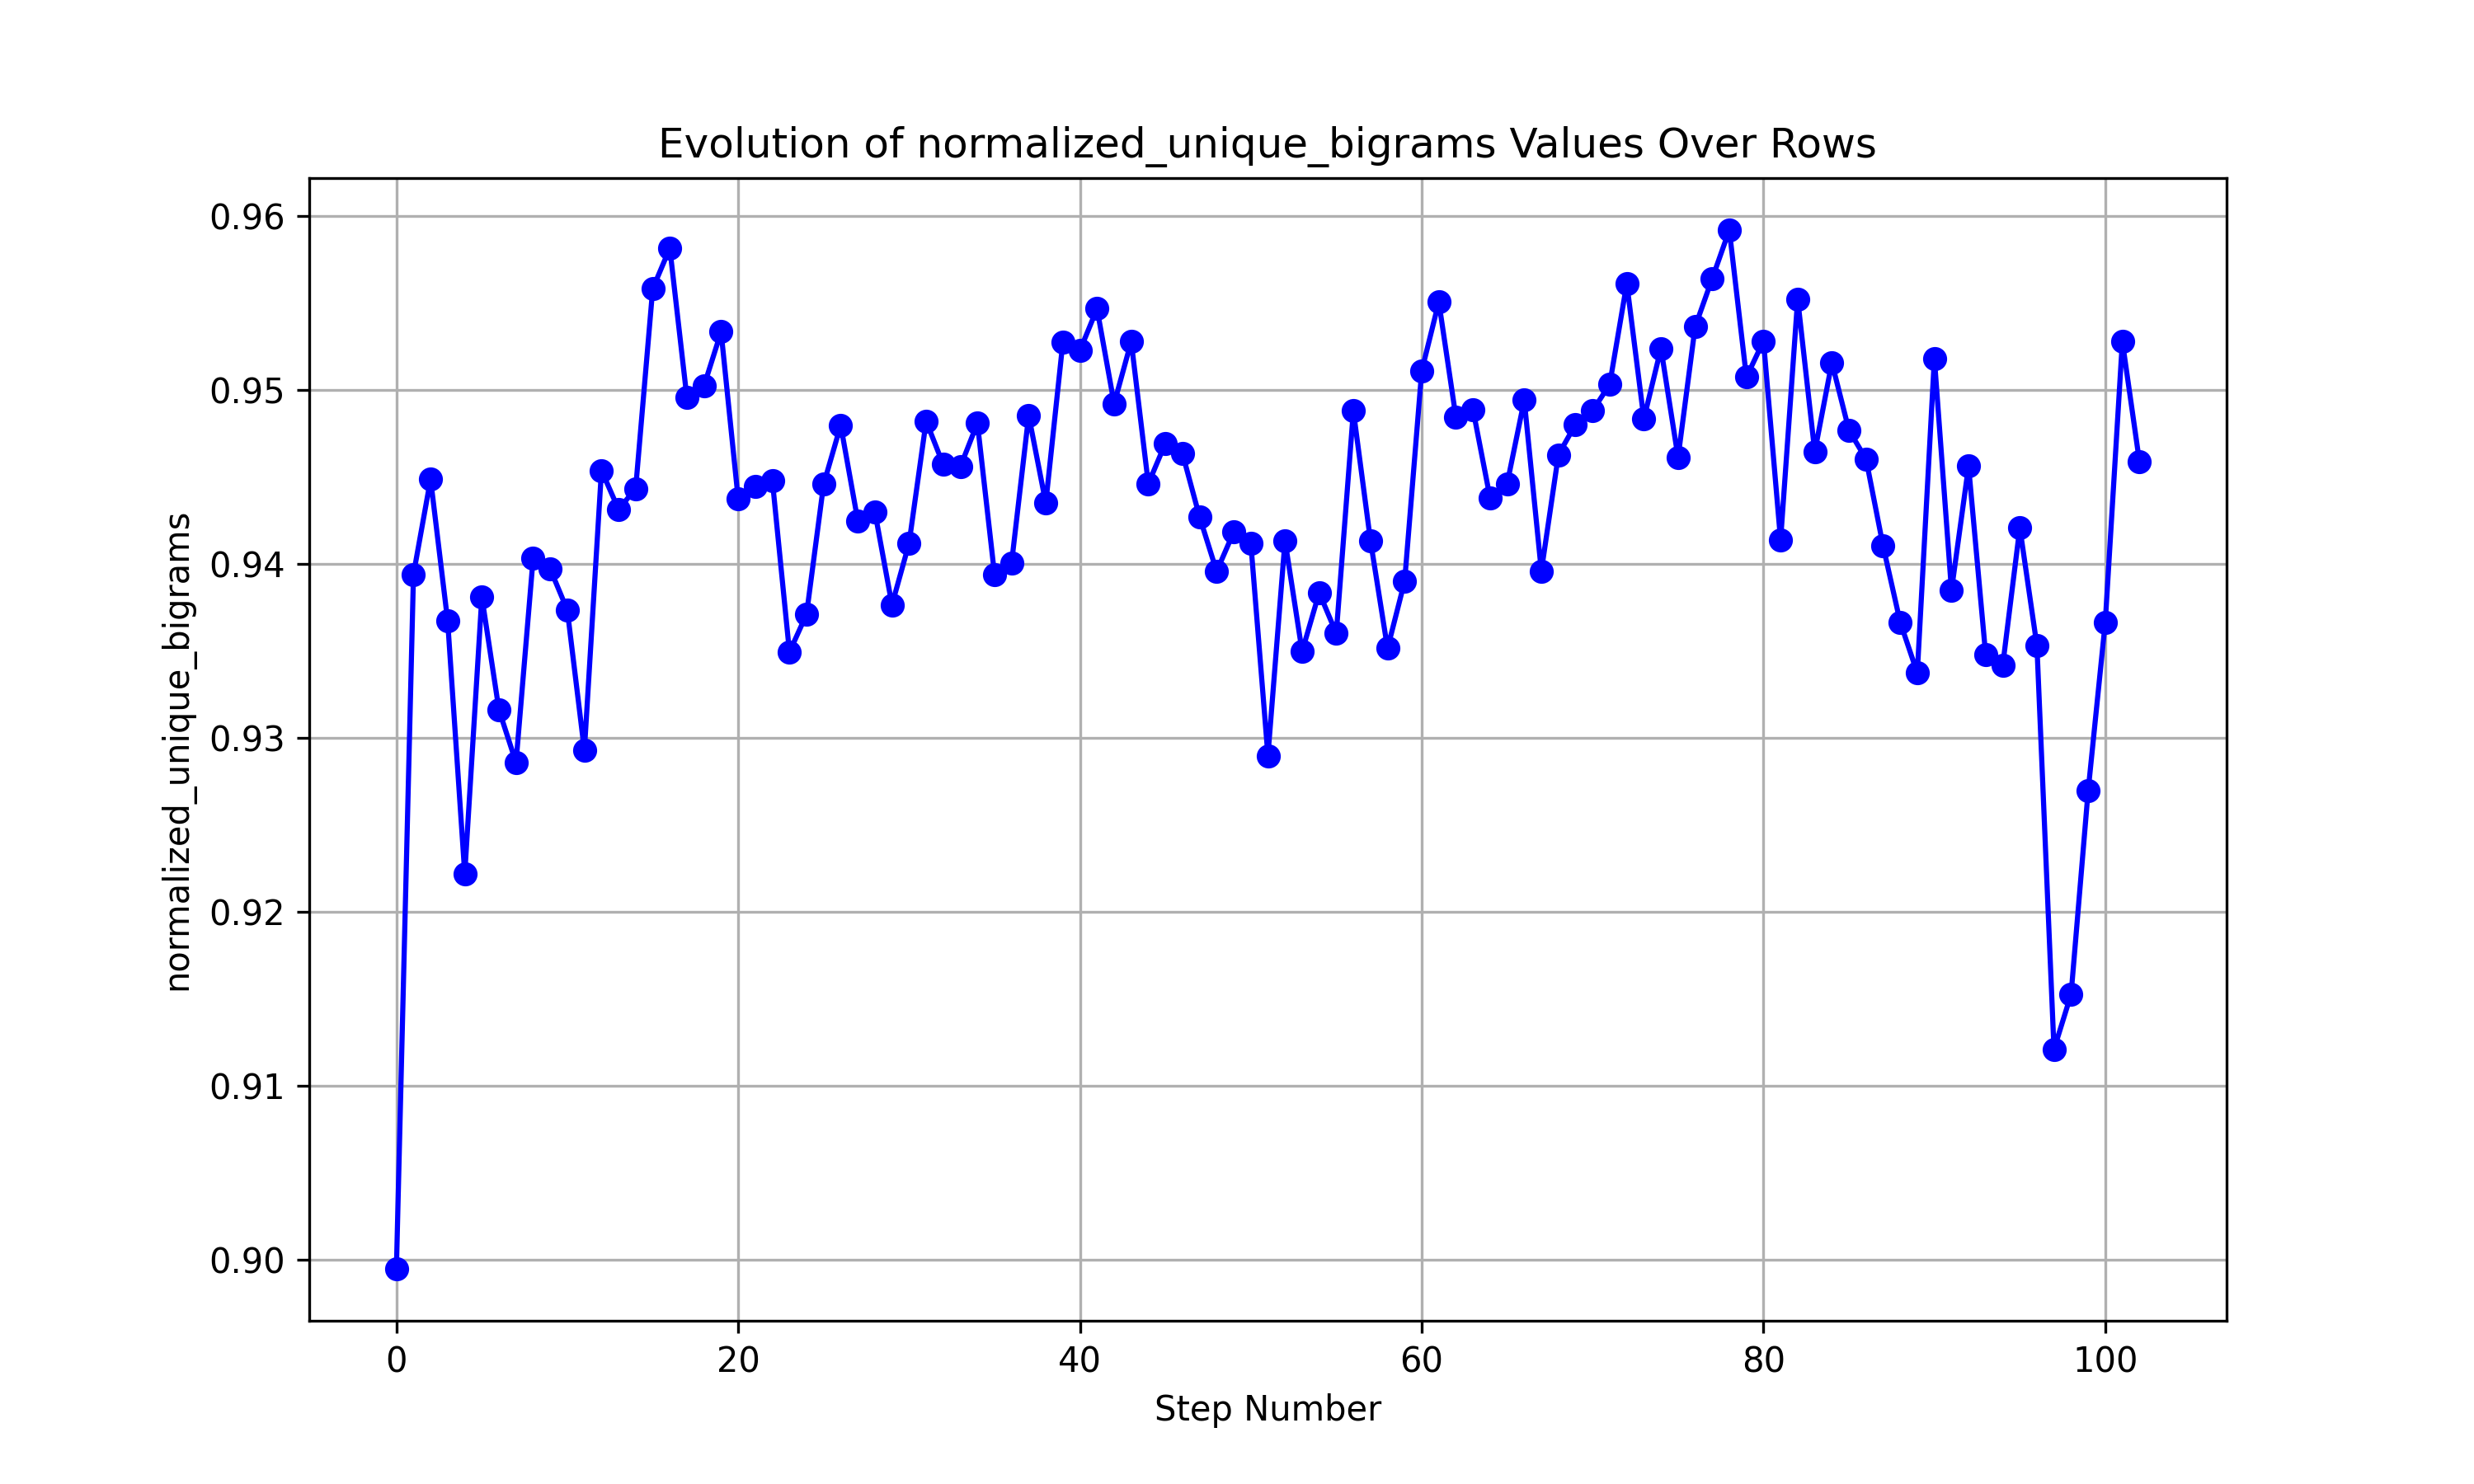 Evolution of normalized_unique_bigrams Values Over Rows
normalized_unique_bigrams
0.96
0.95
0.94
0.93
0.92
0.91
0.90
0 20 40 60 80 100
Step Number